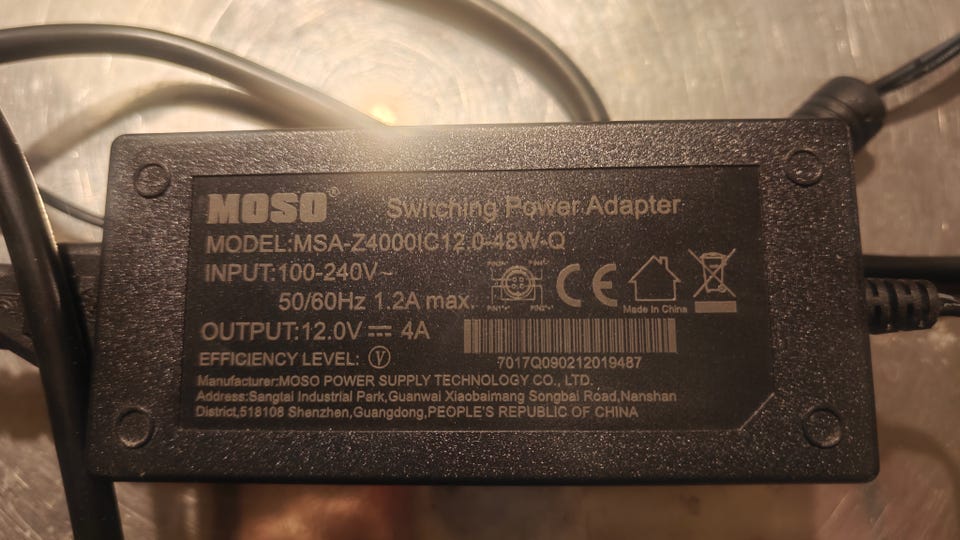 MOSO® Switching Power Adapter
MODEL:MSA-Z4000IC12.0-48W-Q
INPUT:100-240V~
50/60Hz 1.2A max.
Made In China
OUTPUT:12.0V⎓ 4A
EFFICIENCY LEVEL: Ⓥ
7017Q090212019487
Manufacturer:MOSO POWER SUPPLY TECHNOLOGY CO., LTD.
Address:Sangtai Industrial Park,Guanwai Xiaobaimang Songbai Road,Nanshan
District,518108 Shenzhen,Guangdong,PEOPLE'S REPUBLIC OF CHINA